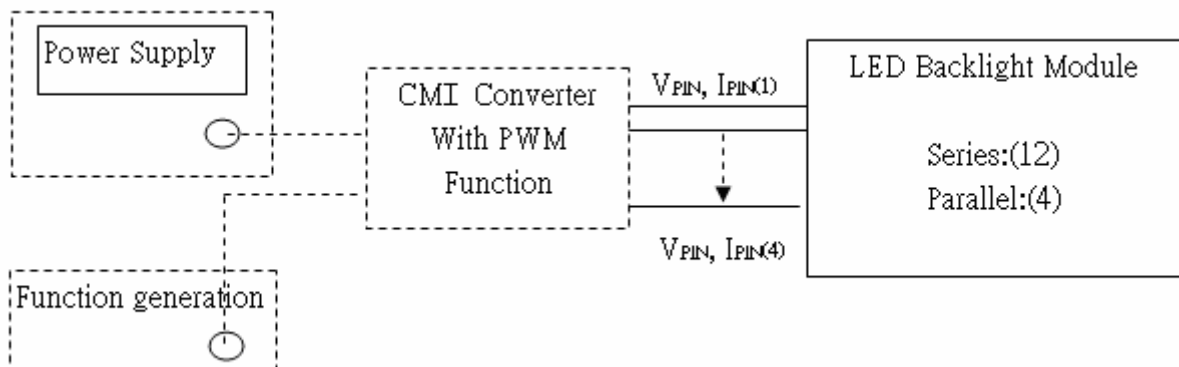 Power Supply
CMI Converter
With PWM
Function
VPIN, IPIN(1)
VPIN, IPIN(4)
LED Backlight Module
Series:(12)
Parallel:(4)
Function generation